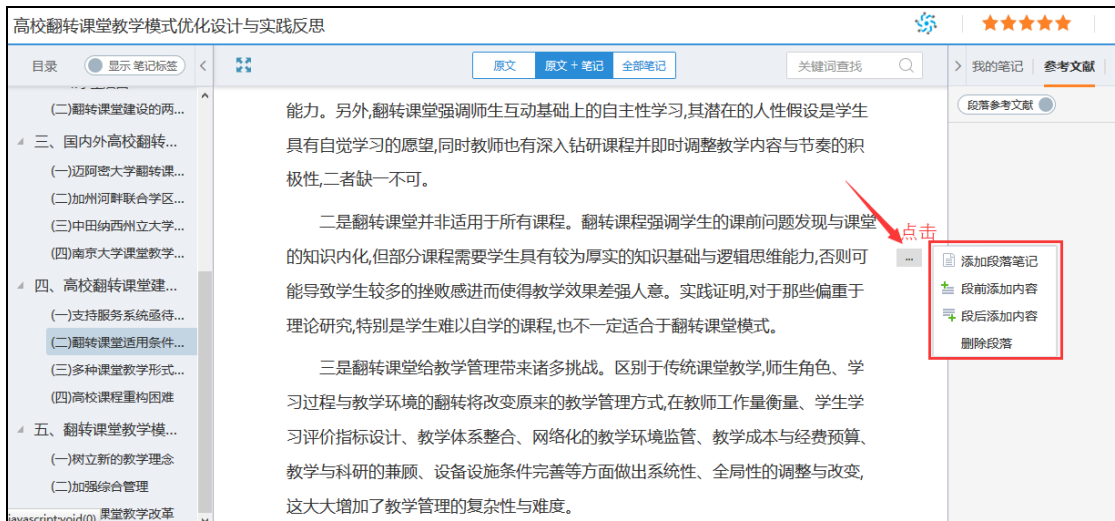 高校翻转课堂教学模式优化设计与实践反思
目录
显示 笔记标签
原文
原文 + 笔记
全部笔记
关键词查找
我的笔记
参考文献
段落参考文献
(二)翻转课堂建设的两...
三、国内外高校翻转...
(一)迈阿密大学翻转课...
(二)加州河畔联合学区...
(三)中田纳西州立大学...
(四)南京大学课堂教学...
四、高校翻转课堂建...
(一)支持服务系统亟待...
(二)翻转课堂适用条件...
(三)多种课堂教学形式...
(四)高校课程重构困难
五、翻转课堂教学模...
(一)树立新的教学理念
(二)加强综合管理
课堂教学改革
javascript:void(0)
能力。另外,翻转课堂强调师生互动基础上的自主性学习,其潜在的人性假设是学生
具有自觉学习的愿望,同时教师也有深入钻研课程并即时调整教学内容与节奏的积
极性,二者缺一不可。
二是翻转课堂并非适用于所有课程。翻转课程强调学生的课前问题发现与课堂
的知识内化,但部分课程需要学生具有较为厚实的知识基础与逻辑思维能力,否则可
能导致学生较多的挫败感进而使得教学效果差强人意。实践证明,对于那些偏重于
理论研究,特别是学生难以自学的课程,也不一定适合于翻转课堂模式。
三是翻转课堂给教学管理带来诸多挑战。区别于传统课堂教学,师生角色、学
习过程与教学环境的翻转将改变原来的教学管理方式,在教师工作量衡量、学生学
习评价指标设计、教学体系整合、网络化的教学环境监管、教学成本与经费预算、
教学与科研的兼顾、设备设施条件完善等方面做出系统性、全局性的调整与改变,
这大大增加了教学管理的复杂性与难度。
点击
...
添加段落笔记
段前添加内容
段后添加内容
删除段落